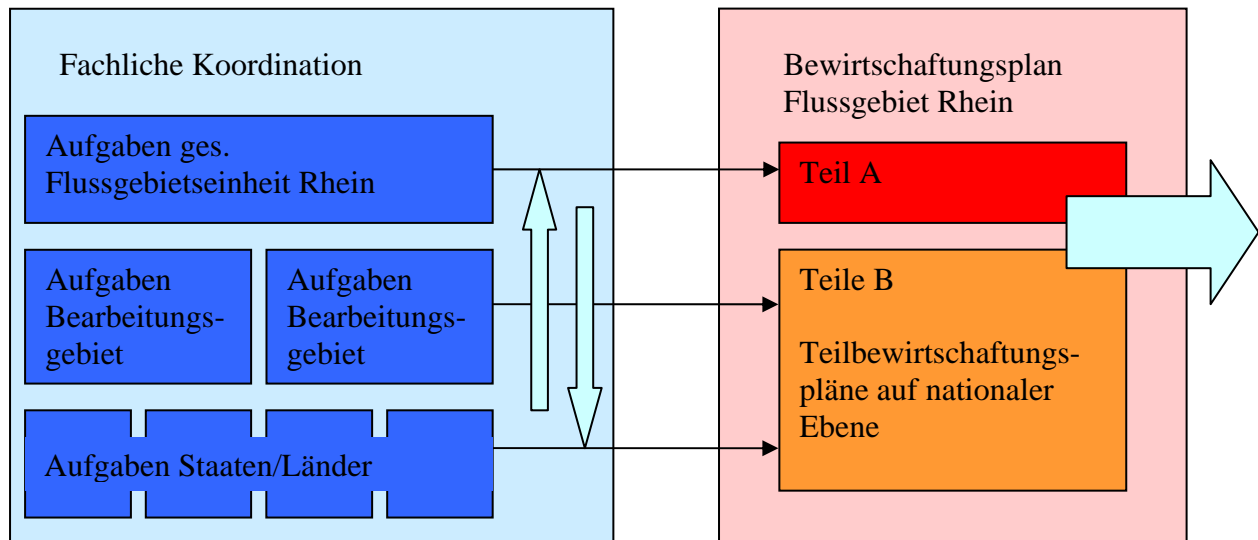 Fachliche Koordination
Aufgaben ges.
Flussgebietseinheit Rhein
Aufgaben
Bearbeitungs-
gebiet
Aufgaben
Bearbeitungs-
gebiet
Aufgaben Staaten/Länder
Bewirtschaftungsplan
Flussgebiet Rhein
Teil A
Teile B
Teilbewirtschaftungs-
pläne auf nationaler
Ebene